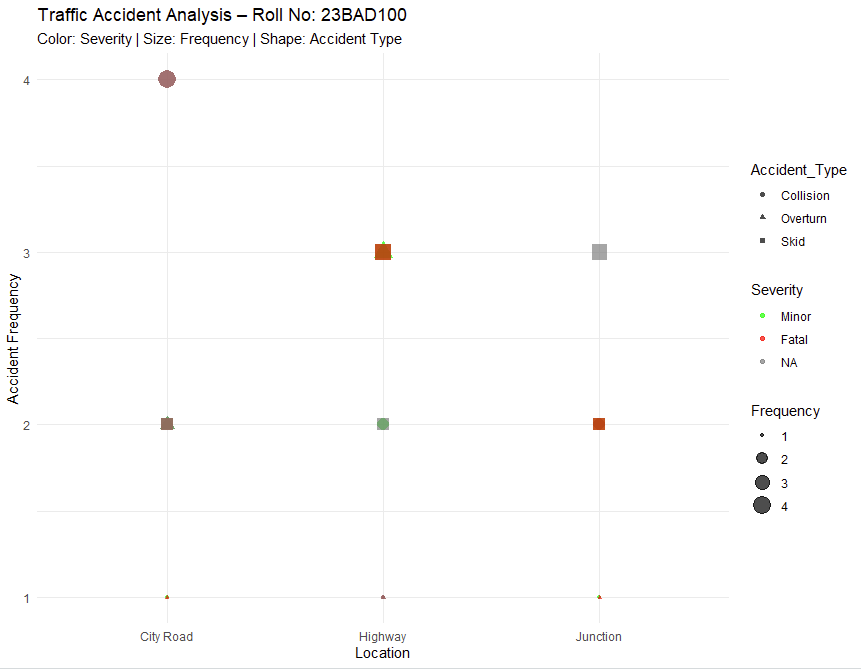 Traffic Accident Analysis – Roll No: 23BAD100
Color: Severity | Size: Frequency | Shape: Accident Type
4
3
2
1
Accident Frequency
City Road
Highway
Junction
Location
Accident_Type
Collision
Overturn
Skid
Severity
Minor
Fatal
NA
Frequency
1
2
3
4